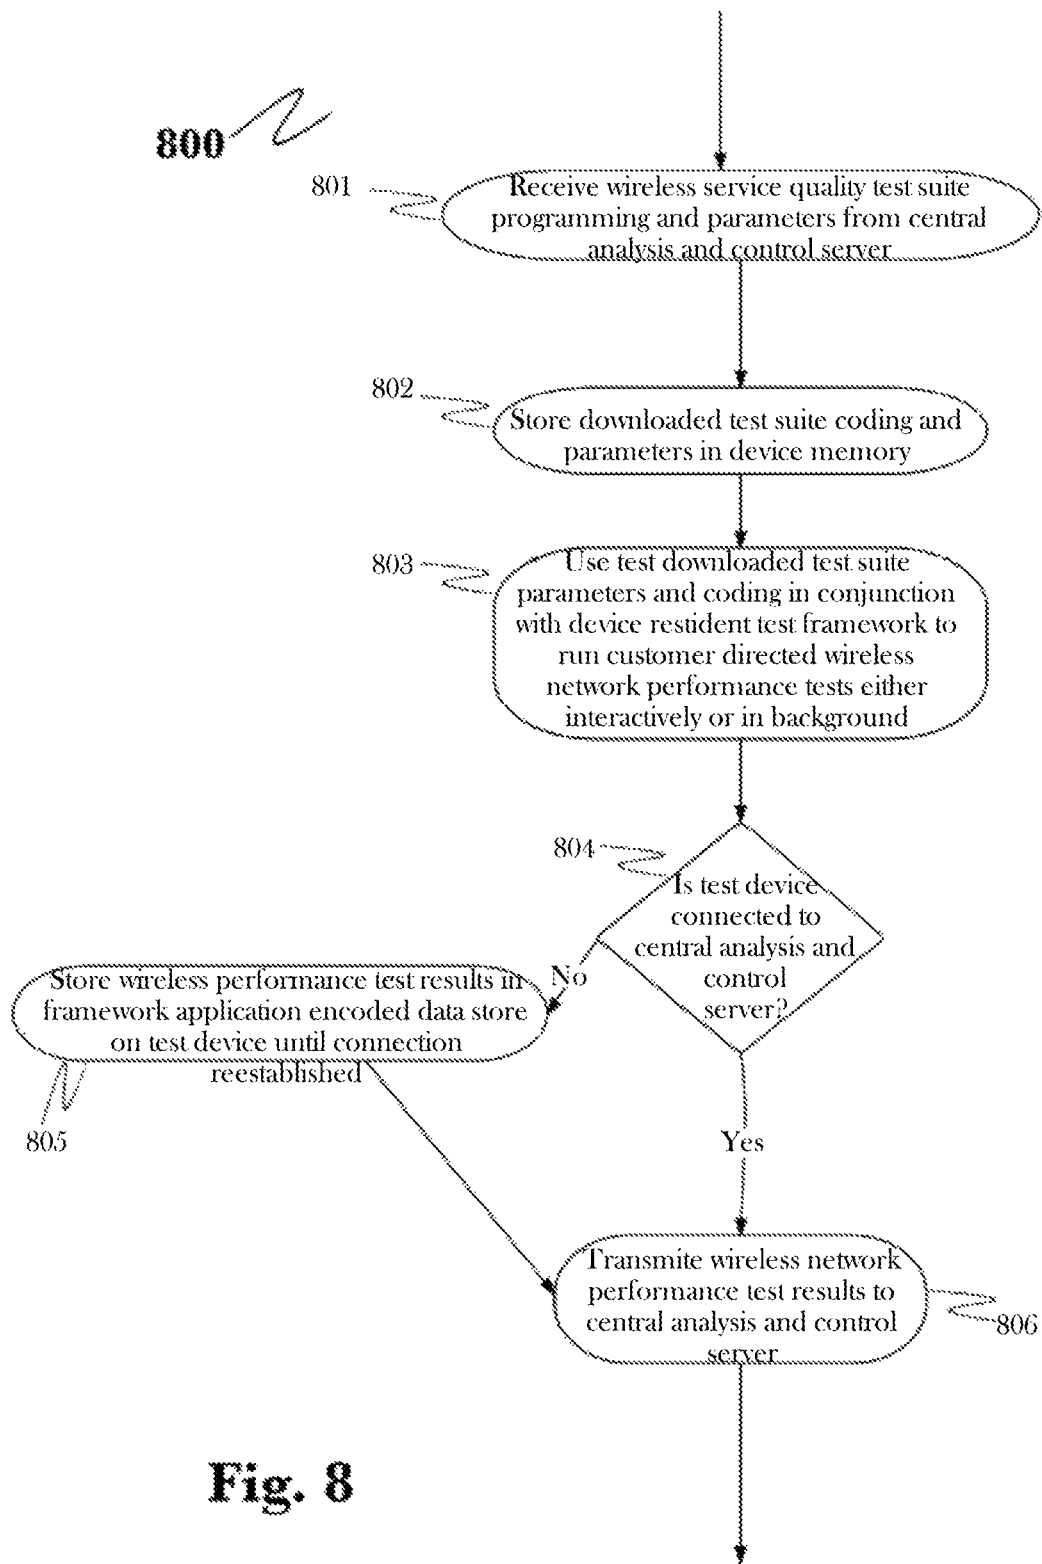 800
801
Receive wireless service quality test suite
programming and parameters from central
analysis and control server
802
Store downloaded test suite coding and
parameters in device memory
803
Use test downloaded test suite
parameters and coding in conjunction
with device restident test framework to
run customer directed wireless
network performance tests either
interactively or in background
804
Is test device
connected to
central analysis and
control
server?
No
Store wireless performance test results in
framework application encoded data store
on test device until connection
reestablished
805
Yes
Transmite wireless network
performance test results to
central analysis and control
server
806
Fig. 8